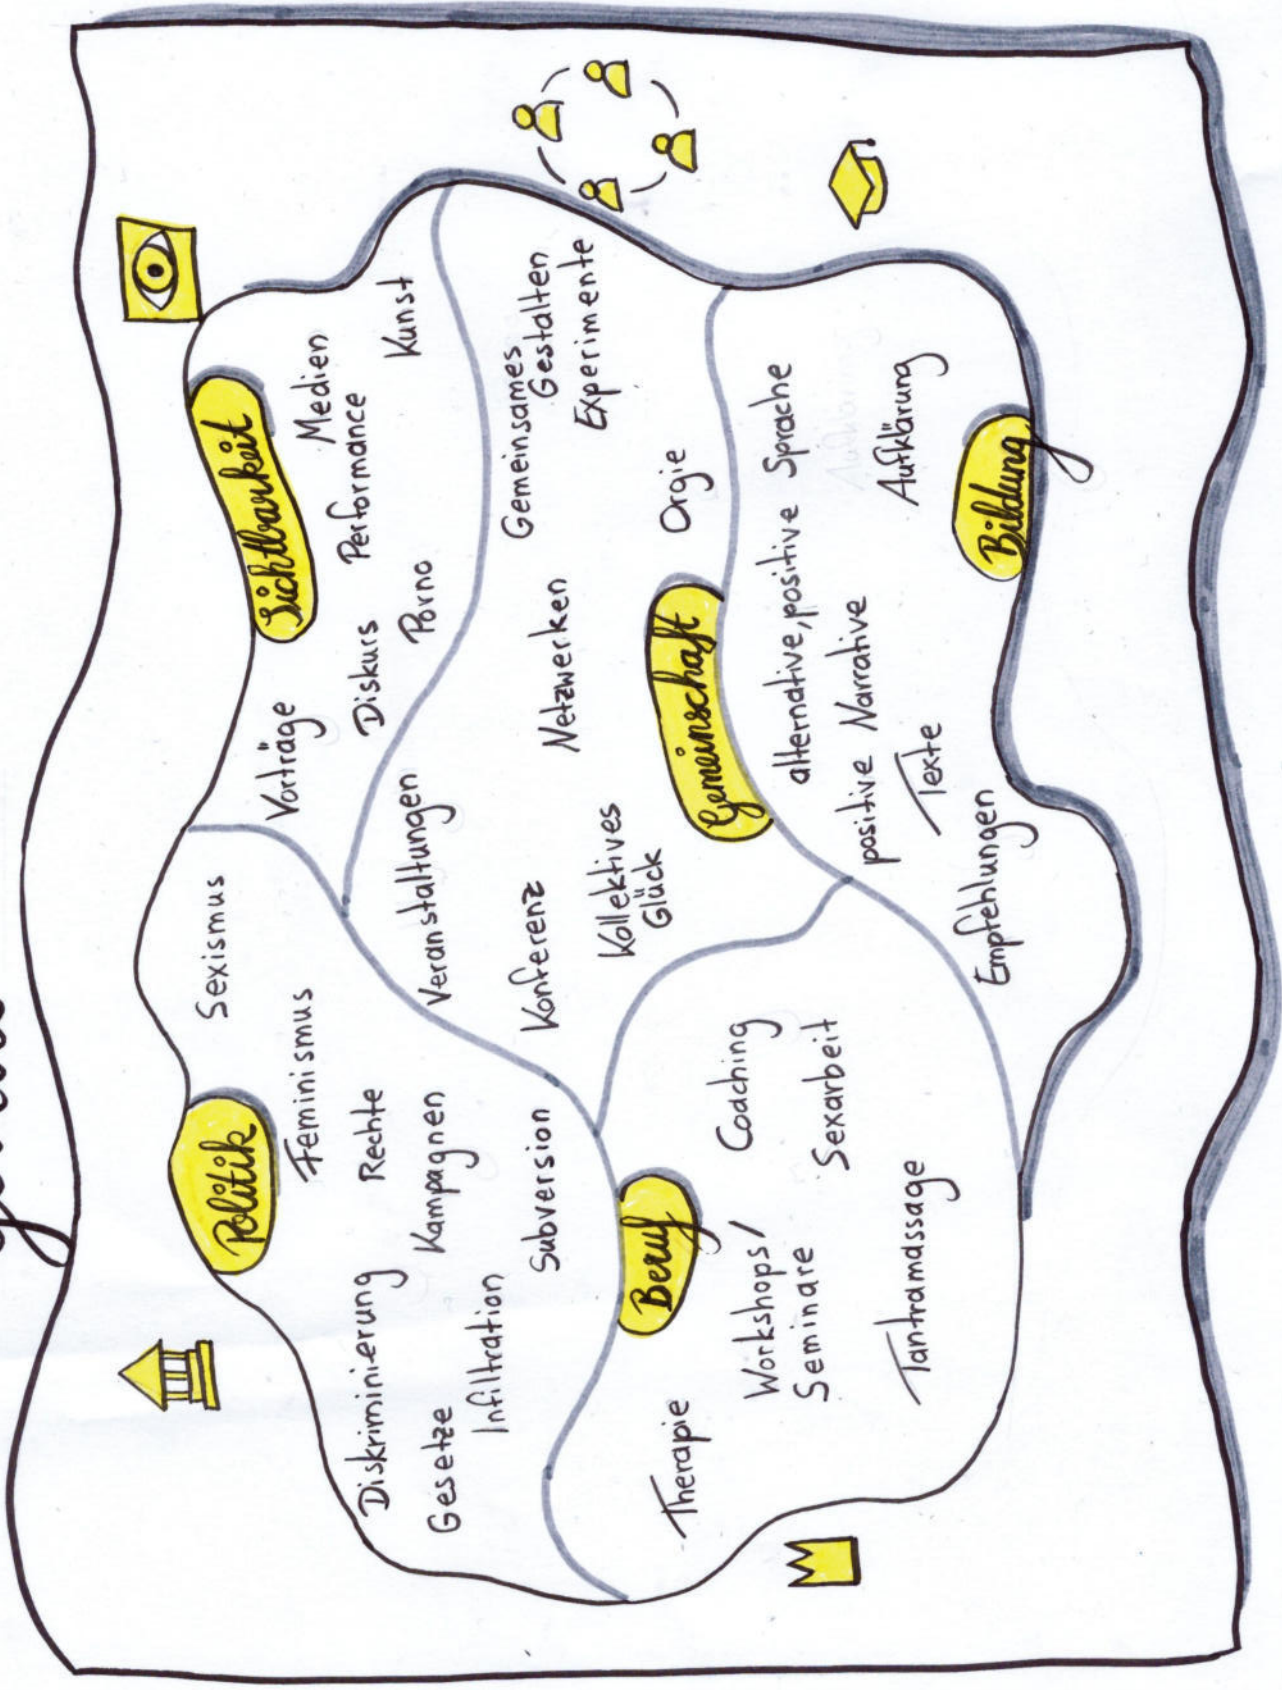 Politik
Sexismus
Feminismus
Rechte
Diskriminierung
Kampagnen
Gesetze
Infiltration
Subversion
Sichtbarkeit
Vorträge
Medien
Performance
Diskurs
Kunst
Porno
Veranstaltungen
Gemeinsames
Gestalten
Experimente
Netzwerken
Konferenz
Kollektives
Glück
Orgie
Gemeinschaft
Beruf
Therapie
Coaching
Workshops/
Seminare
Sexarbeit
Tantramassage
alternative, positive Sprache
positive Narrative
Aufklärung
Texte
Empfehlungen
Bildung